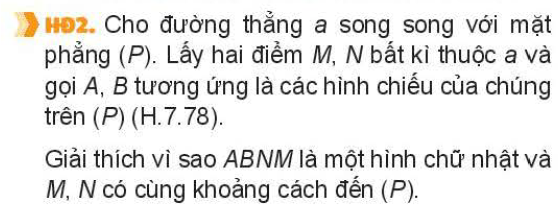 HĐ2. Cho đường thẳng a song song với mặt
phẳng (P). Lấy hai điểm M, N bất kì thuộc a và
gọi A, B tương ứng là các hình chiếu của chúng
trên (P) (H.7.78).
Giải thích vì sao ABNM là một hình chữ nhật và
M, N có cùng khoảng cách đến (P).